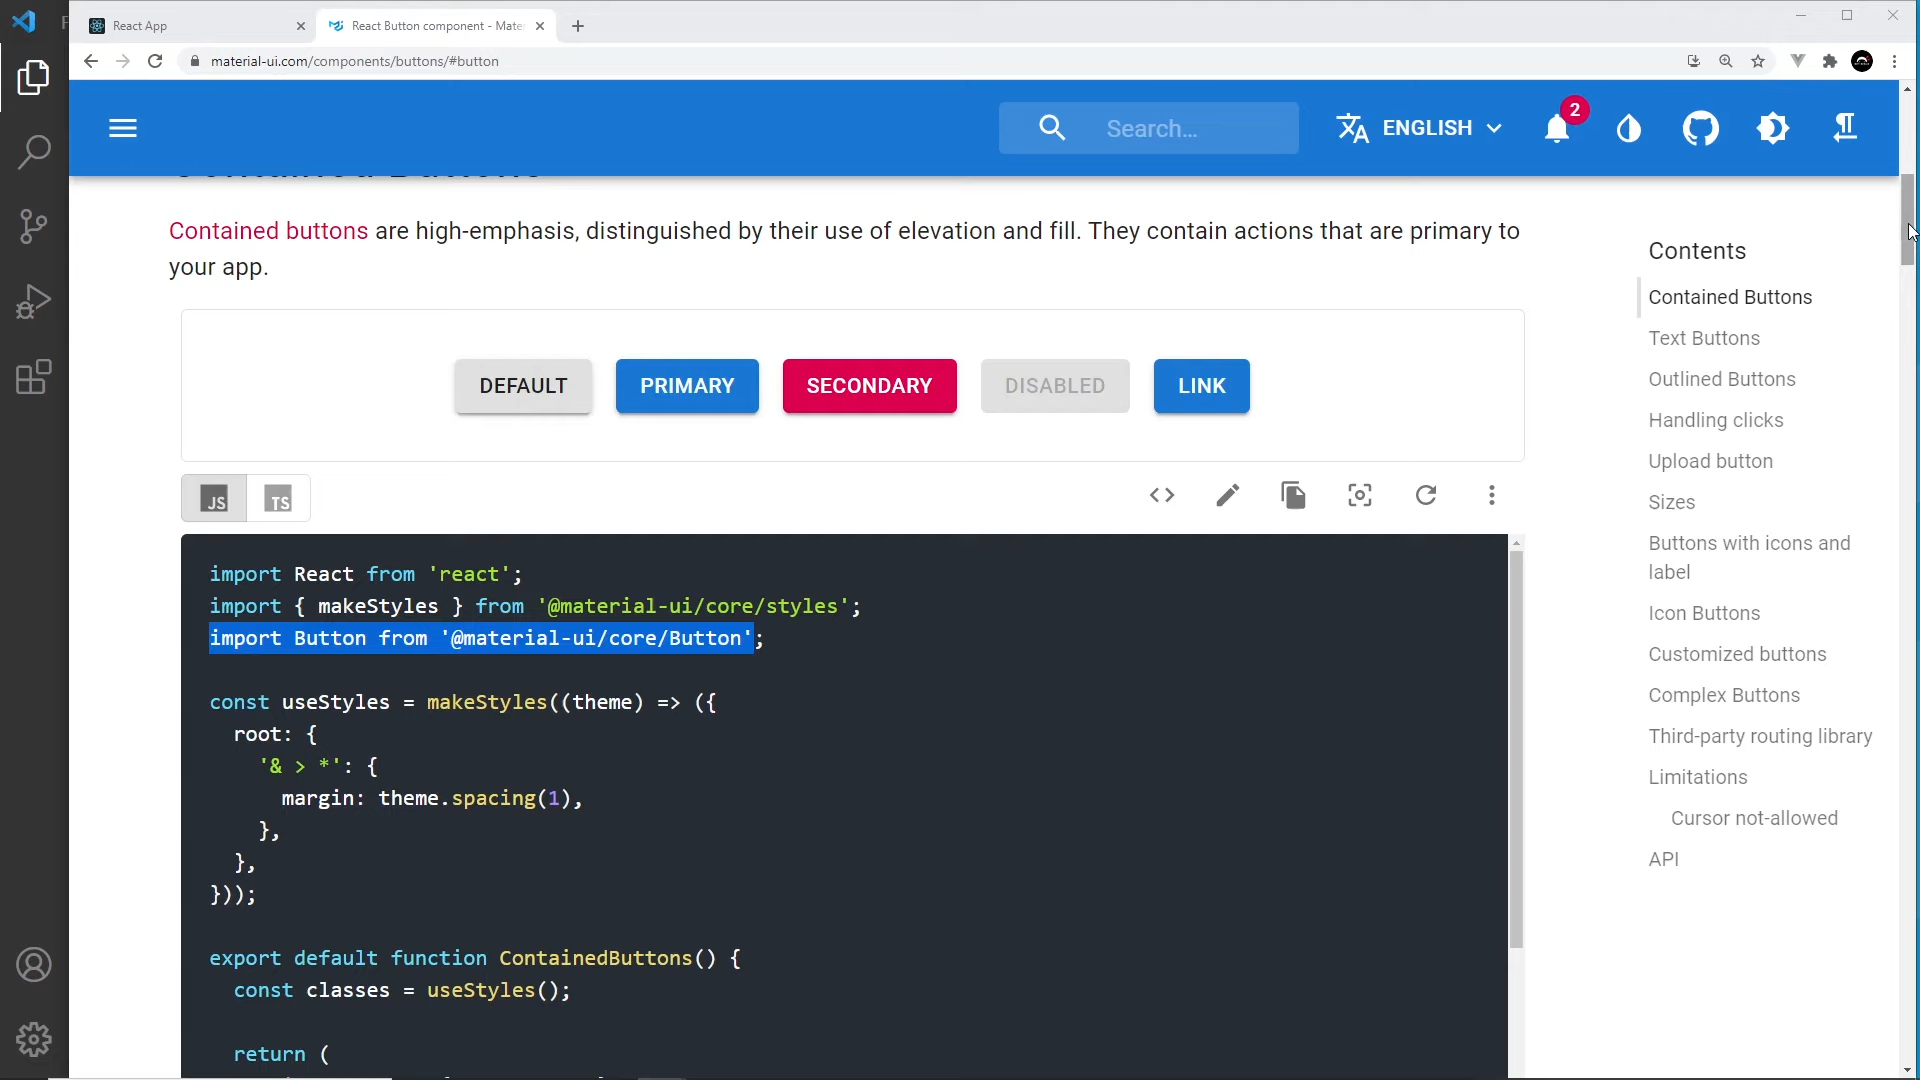 React App
React Button component - Mate
material-ui.com/components/buttons/#button
Search…
ENGLISH
2
Contained buttons are high-emphasis, distinguished by their use of elevation and fill. They contain actions that are primary to
your app.
DEFAULT
PRIMARY
SECONDARY
DISABLED
LINK
JS
TS
import React from 'react';
import { makeStyles } from '@material-ui/core/styles';
import Button from '@material-ui/core/Button';
const useStyles = makeStyles((theme) => ({
root: {
'& > *': {
margin: theme.spacing(1),
},
},
}));
export default function ContainedButtons() {
const classes = useStyles();
return (
Contents
Contained Buttons
Text Buttons
Outlined Buttons
Handling clicks
Upload button
Sizes
Buttons with icons and
label
Icon Buttons
Customized buttons
Complex Buttons
Third-party routing library
Limitations
Cursor not-allowed
API